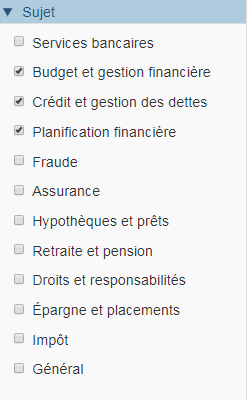 Sujet
Services bancaires
Budget et gestion financière
Crédit et gestion des dettes
Planification financière
Fraude
Assurance
Hypothèques et prêts
Retraite et pension
Droits et responsabilités
Épargne et placements
Impôt
Général